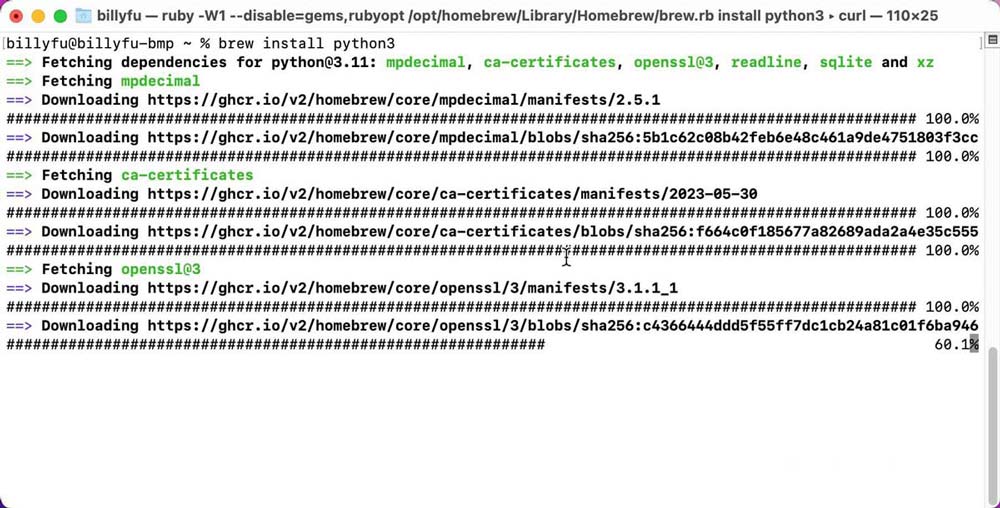 billyfu — ruby -W1 --disable=gems,rubyopt /opt/homebrew/Library/Homebrew/brew.rb install python3 ▸ curl — 110×25
[billyfu@billyfu-bmp ~ % brew install python3 ]
==> Fetching dependencies for python@3.11: mpdecimal, ca-certificates, openssl@3, readline, sqlite and xz
==> Fetching mpdecimal
==> Downloading https://ghcr.io/v2/homebrew/core/mpdecimal/manifests/2.5.1
######################################################################################################## 100.0%
==> Downloading https://ghcr.io/v2/homebrew/core/mpdecimal/blobs/sha256:5b1c62c08b42feb6e48c461a9de4751803f3cc
######################################################################################################## 100.0%
==> Fetching ca-certificates
==> Downloading https://ghcr.io/v2/homebrew/core/ca-certificates/manifests/2023-05-30
######################################################################################################## 100.0%
==> Downloading https://ghcr.io/v2/homebrew/core/ca-certificates/blobs/sha256:f664c0f185677a82689ada2a4e35c555
######################################################################################################## 100.0%
==> Fetching openssl@3
==> Downloading https://ghcr.io/v2/homebrew/core/openssl/3/manifests/3.1.1_1
######################################################################################################## 100.0%
==> Downloading https://ghcr.io/v2/homebrew/core/openssl/3/blobs/sha256:c4366444ddd5f55ff7dc1cb24a81c01f6ba946
############################################################## 60.1%